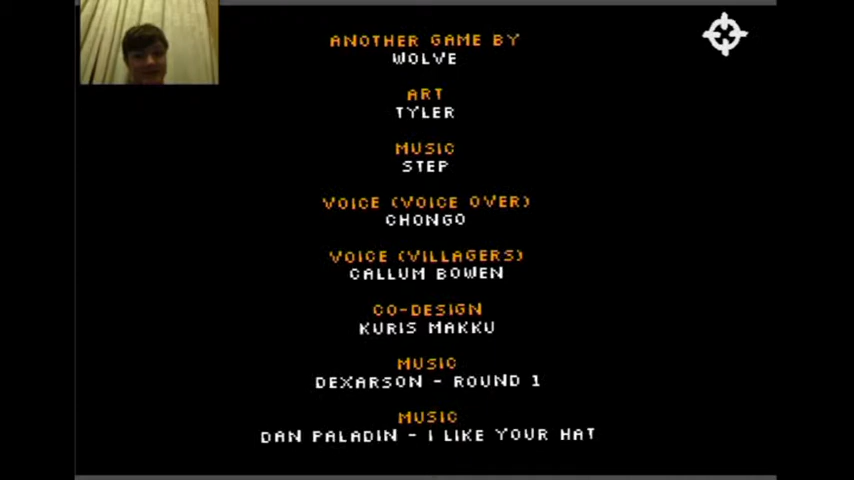 ANOTHER GAME BY
WOLVE
ART
TYLER
MUSIC
STEP
VOICE (VOICE OVER)
CHONGO
VOICE (VILLAGERS)
CALLUM BOWEN
CO-DESIGN
KURIS MAKKU
MUSIC
DEXARSON - ROUND 1
MUSIC
DAN PALADIN - I LIKE YOUR HAT